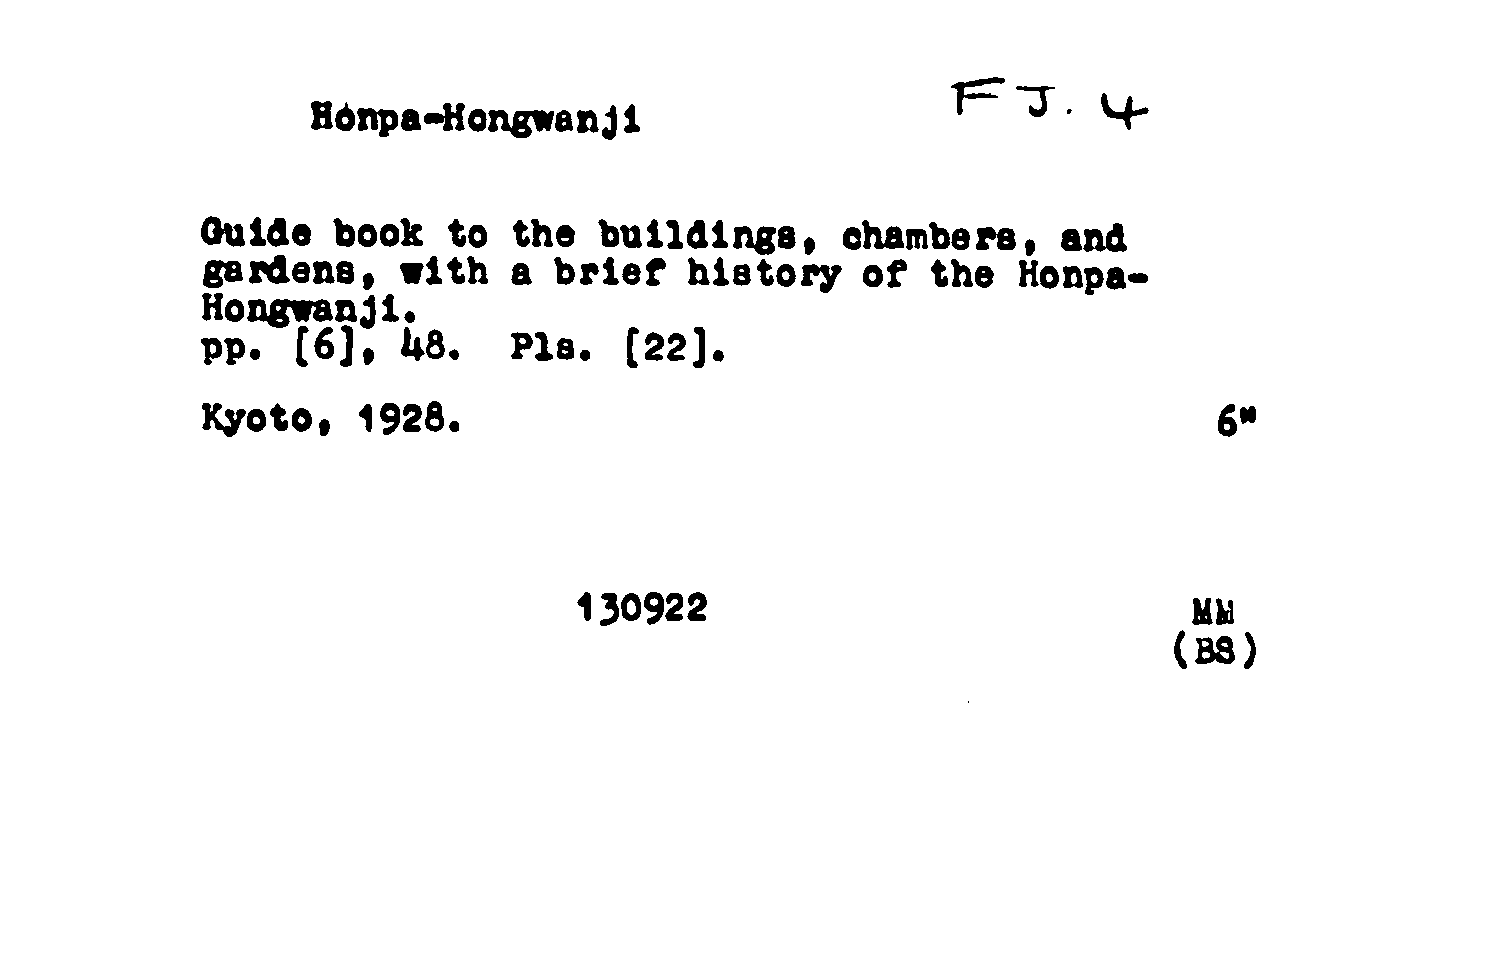 Honpa-Hongwanji FJ. 4
Guide book to the buildings, chambers, and
gardens, with a brief history of the Honpa-
Hongwanji.
pp. [6], 48. Pls. [22].
Kyoto, 1928. 6"
130922 MM
(BS)